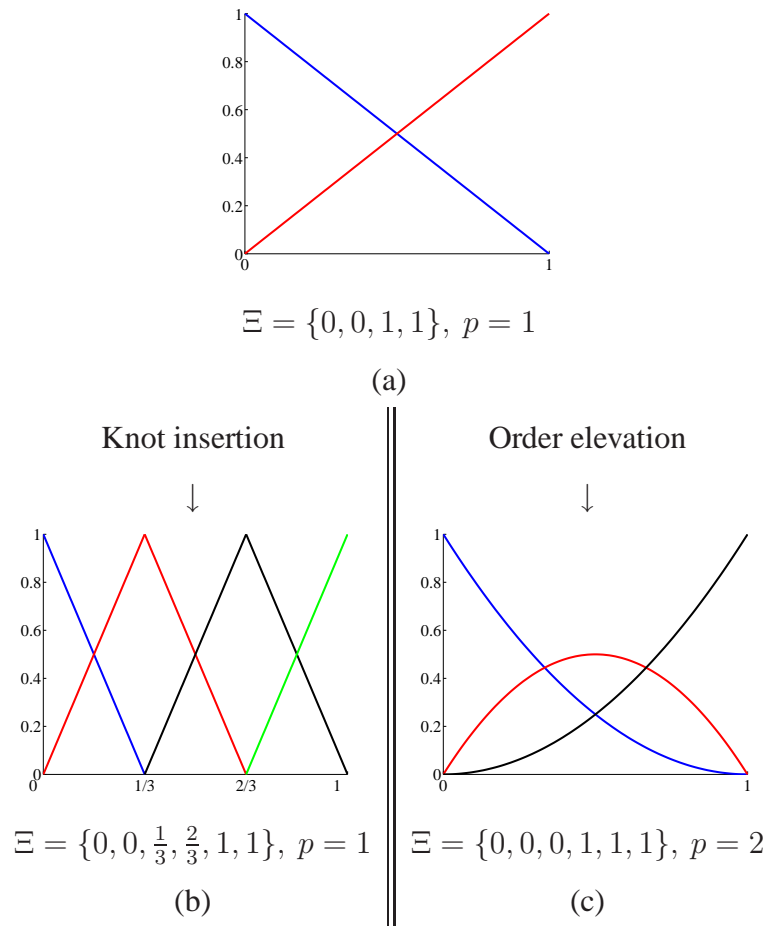 1
0.8
0.6
0.4
0.2
0
0 1
Ξ = {0, 0, 1, 1}, p = 1
(a)
Knot insertion
↓
1
0.8
0.6
0.4
0.2
0
0 1/3 2/3 1
Ξ = {0, 0, 1/3, 2/3, 1, 1}, p = 1
(b)
Order elevation
↓
1
0.8
0.6
0.4
0.2
0
0 1
Ξ = {0, 0, 0, 1, 1, 1}, p = 2
(c)